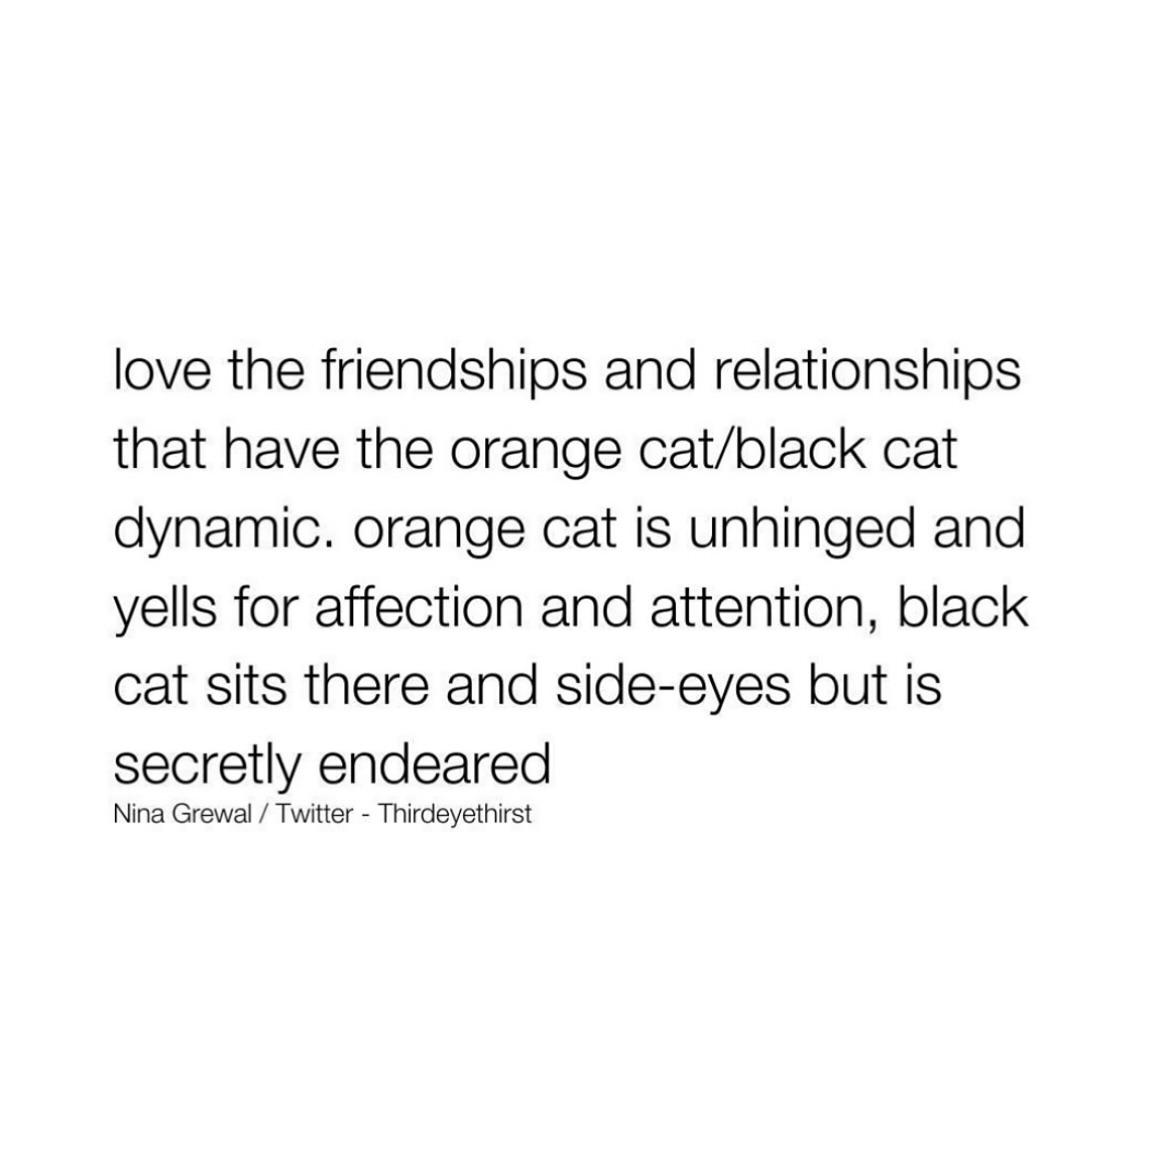 love the friendships and relationships
that have the orange cat/black cat
dynamic. orange cat is unhinged and
yells for affection and attention, black
cat sits there and side-eyes but is
secretly endeared
Nina Grewal / Twitter - Thirdeyethirst